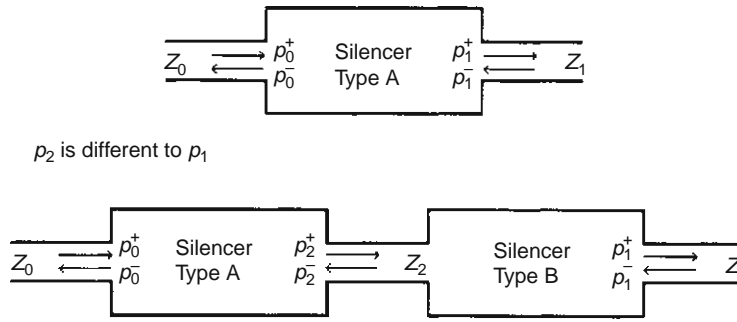 Z₀ p₀⁺ Silencer p₁⁺ Z₁
p₀⁻ Type A p₁⁻
p₂ is different to p₁
p₀⁺ Silencer p₂⁺ Silencer p₁⁺
Z₀ p₀⁻ Type A p₂⁻ Z₂ Type B p₁⁻ Z